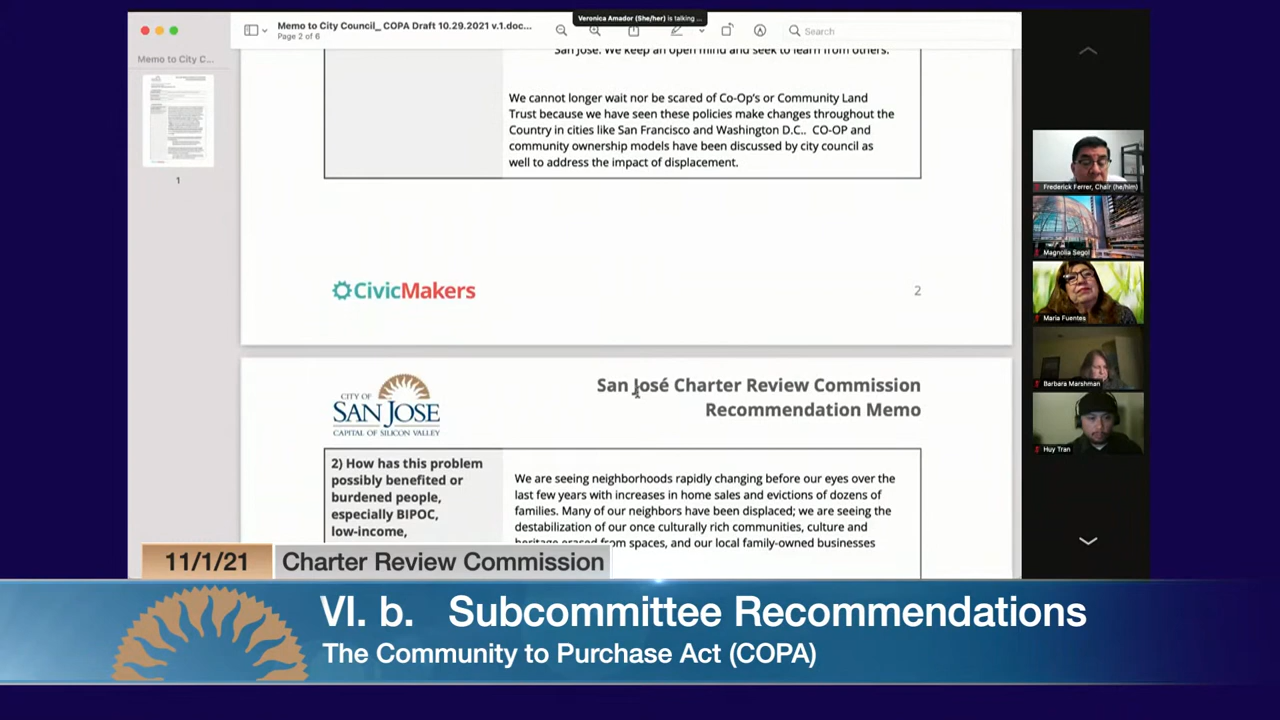 Veronica Amador (She/her) is talking ...
Memo to City Council_ COPA Draft 10.29.2021 v.1.doc...
Page 2 of 6
Search
Memo to City C...
1
San Jose. We keep an open mind and seek to learn from others.
We cannot longer wait nor be scared of Co-Op's or Community Land
Trust because we have seen these policies make changes throughout the
Country in cities like San Francisco and Washington D.C.. CO-OP and
community ownership models have been discussed by city council as
well to address the impact of displacement.
CivicMakers
2
CITY OF
SAN JOSE
CAPITAL OF SILICON VALLEY
San José Charter Review Commission
Recommendation Memo
2) How has this problem
possibly benefited or
burdened people,
especially BIPOC,
low-income,
We are seeing neighborhoods rapidly changing before our eyes over the
last few years with increases in home sales and evictions of dozens of
families. Many of our neighbors have been displaced; we are seeing the
destabilization of our once culturally rich communities, culture and
heritage erased from spaces, and our local family-owned businesses
Frederick Ferrer, Chair (he/him)
Magnolia Segol
Maria Fuentes
Barbara Marshman
Huy Tran
11/1/21
Charter Review Commission
VI. b. Subcommittee Recommendations
The Community to Purchase Act (COPA)